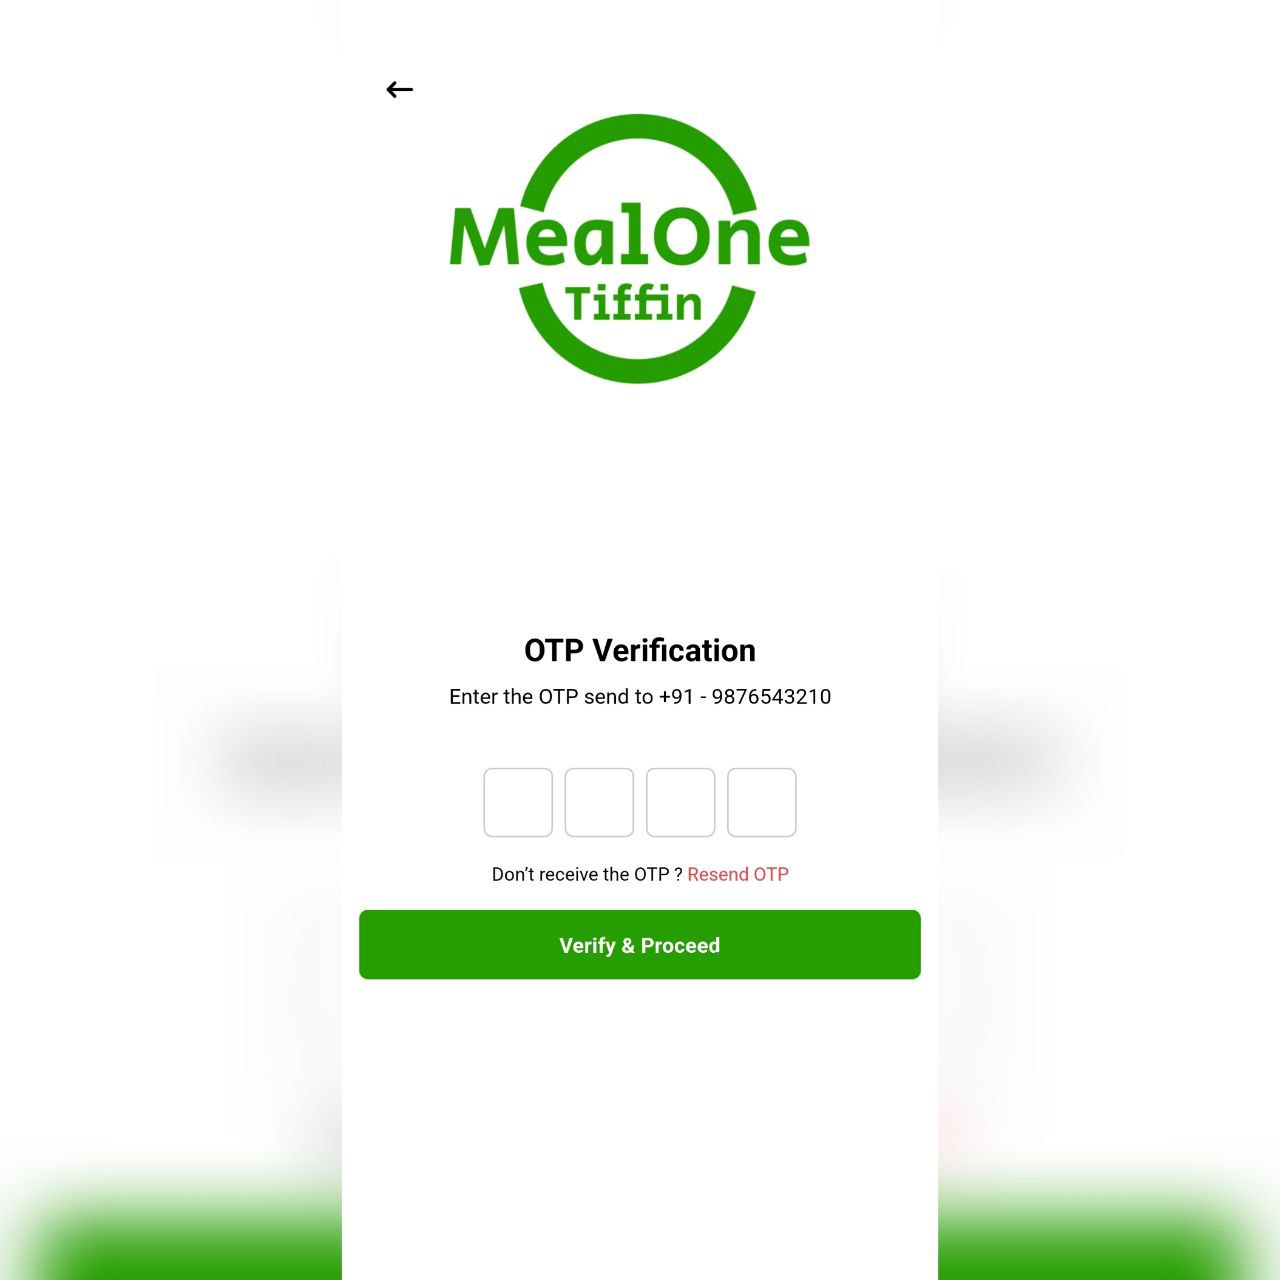 MealOne
Tiffin
OTP Verification
Enter the OTP send to +91 - 9876543210
Don’t receive the OTP ? Resend OTP
Verify & Proceed